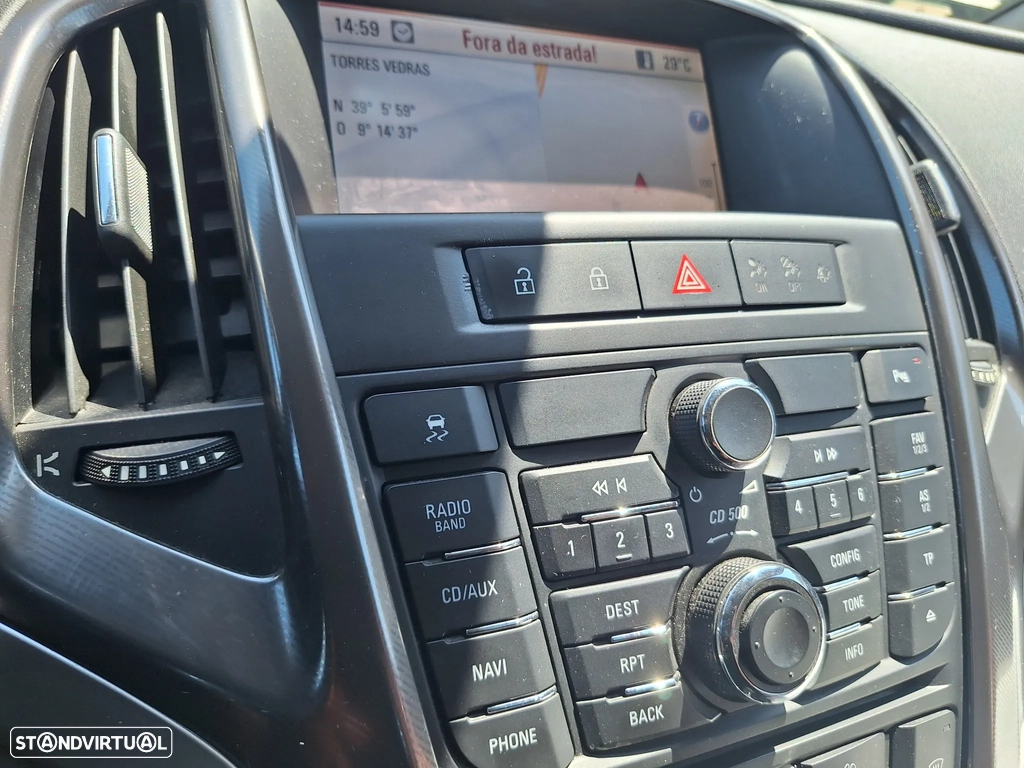 14:59 Fora da estrada! 29°C
TORRES VEDRAS
N 39° 5' 59"
O 9° 14' 37"
100
ON OFF
RADIO
BAND
CD/AUX
NAVI
PHONE
1 2 3
CD 500
4 5 6
DEST
RPT
BACK
CONFIG
TONE
INFO
FAV
1/2/3
AS
1/2
TP
STANDVIRTUAL